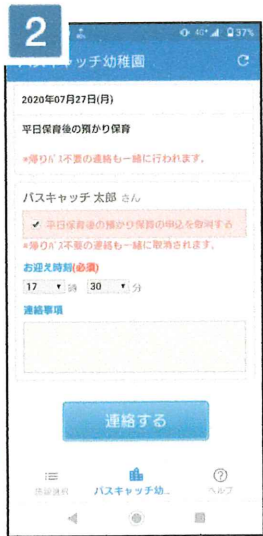 2
4G 37%
バスキャッチ幼稚園
2020年07月27日(月)
平日保育後の預かり保育
※帰りバス不要の連絡も一緒に行われます。
バスキャッチ 太郎 さん
✔ 平日保育後の預かり保育の申込を取消する
※帰りバス不要の連絡も一緒に取消されます。
お迎え時刻(必須)
17 ▼ 時 30 ▼ 分
連絡事項
連絡する
施設選択 バスキャッチ幼... ヘルプ